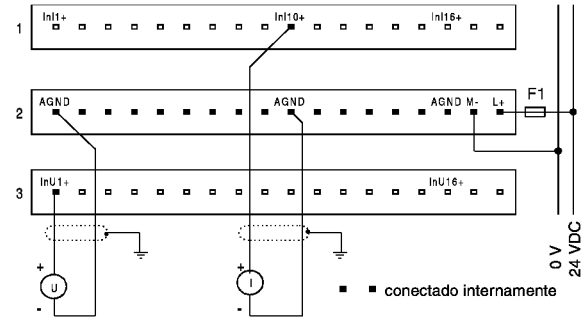 InI1+ InI10+ InI16+
1
AGND AGND AGND M- L+ F1
2
InU1+ InU16+
3
0 V
24 VDC
+ +
U I
- -
conectado internamente